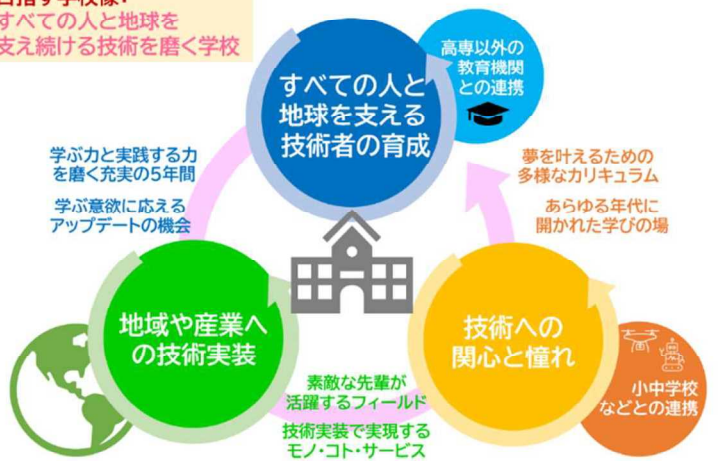 目指す学校像:
すべての人と地球を
支え続ける技術を磨く学校
すべての人と
地球を支える
技術者の育成
高専以外の
教育機関
との連携
学ぶ力と実践する力
を磨く充実の5年間
学ぶ意欲に応える
アップデートの機会
夢を叶えるための
多様なカリキュラム
あらゆる年代に
開かれた学びの場
地域や産業へ
の技術実装
技術への
関心と憧れ
素敵な先輩が
活躍するフィールド
技術実装で実現する
モノ・コト・サービス
小中学校
などとの連携